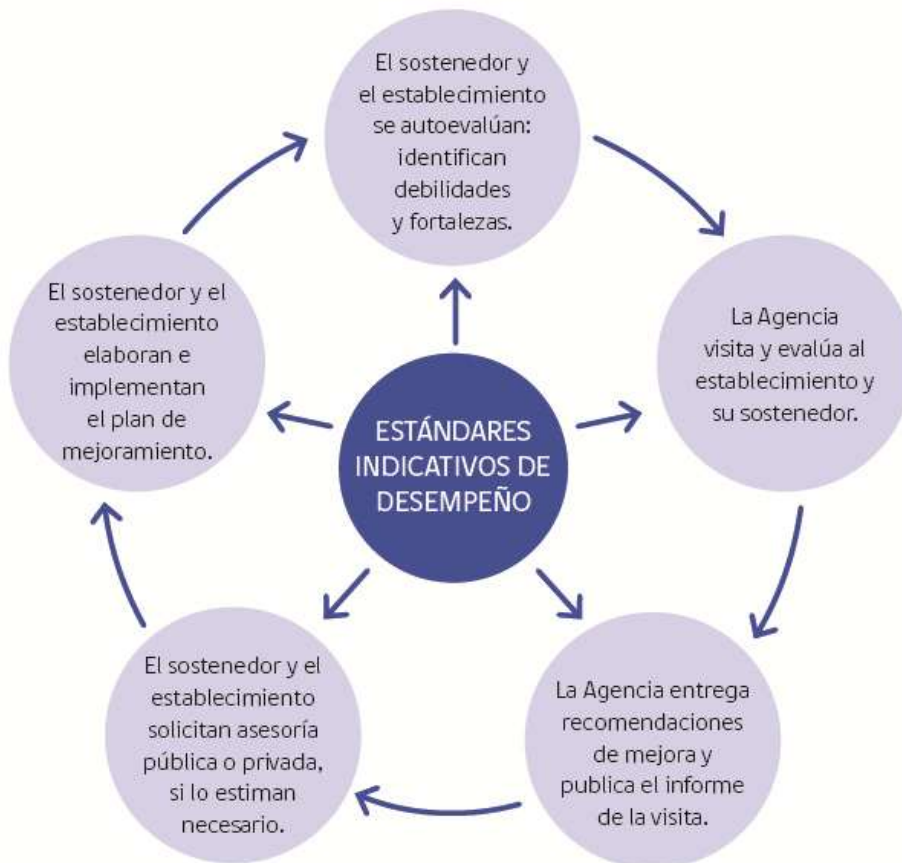 El sostenedor y
el establecimiento
se autoevalúan:
identifican
debilidades
y fortalezas.
La Agencia
visita y evalúa al
establecimiento y
su sostenedor.
La Agencia entrega
recomendaciones
de mejora y
publica el informe
de la visita.
El sostenedor y el
establecimiento
solicitan asesoría
pública o privada,
si lo estiman
necesario.
El sostenedor y el
establecimiento
elaboran e
implementan
el plan de
mejoramiento.
ESTÁNDARES
INDICATIVOS DE
DESEMPEÑO